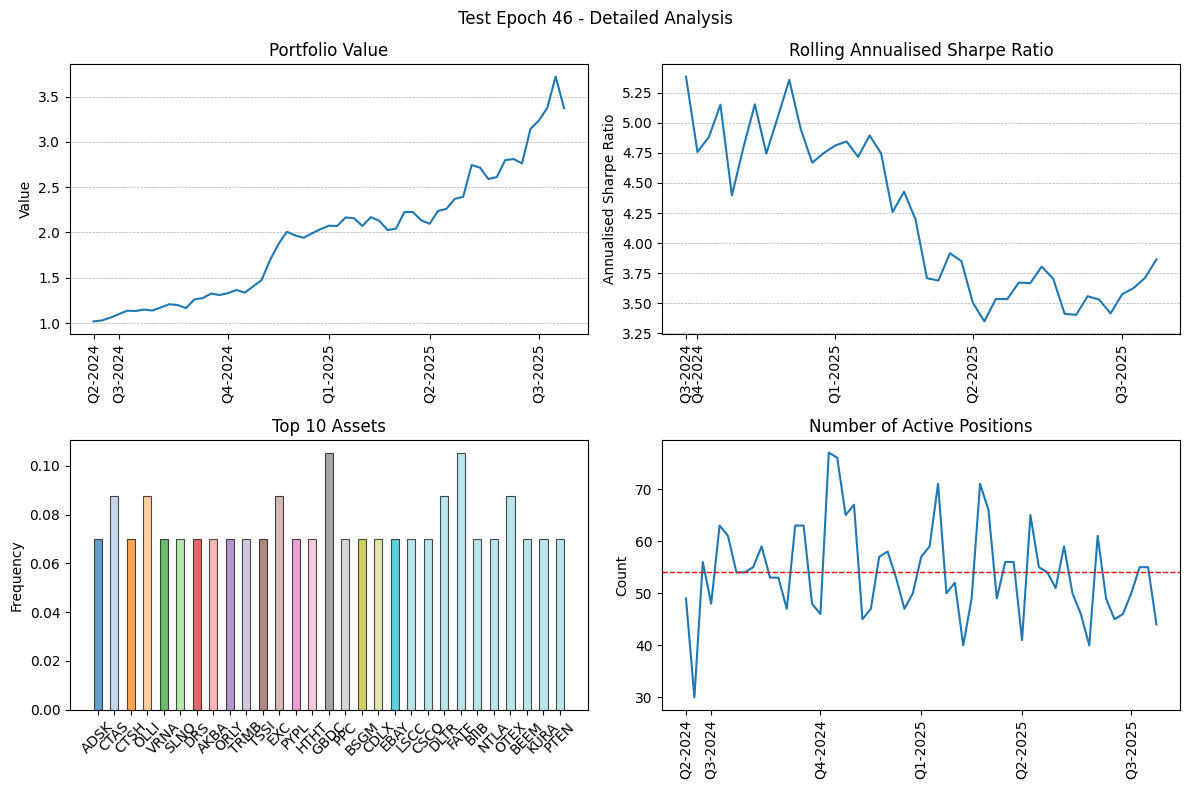 Test Epoch 46 - Detailed Analysis
Portfolio Value
Value
3.5
3.0
2.5
2.0
1.5
1.0
Q2-2024
Q3-2024
Q4-2024
Q1-2025
Q2-2025
Q3-2025
Rolling Annualised Sharpe Ratio
Annualised Sharpe Ratio
5.25
5.00
4.75
4.50
4.25
4.00
3.75
3.50
3.25
Q3-2024
Q4-2024
Q1-2025
Q2-2025
Q3-2025
Top 10 Assets
Frequency
0.10
0.08
0.06
0.04
0.02
0.00
ADSK
CTAS
CTSH
OLLI
VRNA
SLNO
DRS
AKBA
ORLY
TRMB
TSSI
EXC
PYPL
HTHT
GBDC
PPC
BSGM
CDLX
EBAY
LSCC
CSCO
DLTR
FATE
BIIB
NTLA
OTEX
BEEM
KURA
PTEN
Number of Active Positions
Count
70
60
50
40
30
Q2-2024
Q3-2024
Q4-2024
Q1-2025
Q2-2025
Q3-2025